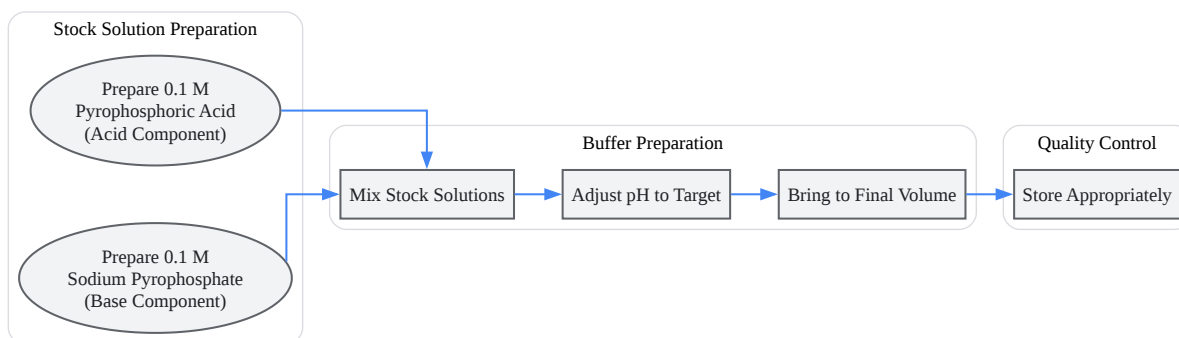 Stock Solution Preparation
Prepare 0.1 M
Pyrophosphoric Acid
(Acid Component)
Prepare 0.1 M
Sodium Pyrophosphate
(Base Component)
Buffer Preparation
Mix Stock Solutions
Adjust pH to Target
Bring to Final Volume
Quality Control
Store Appropriately